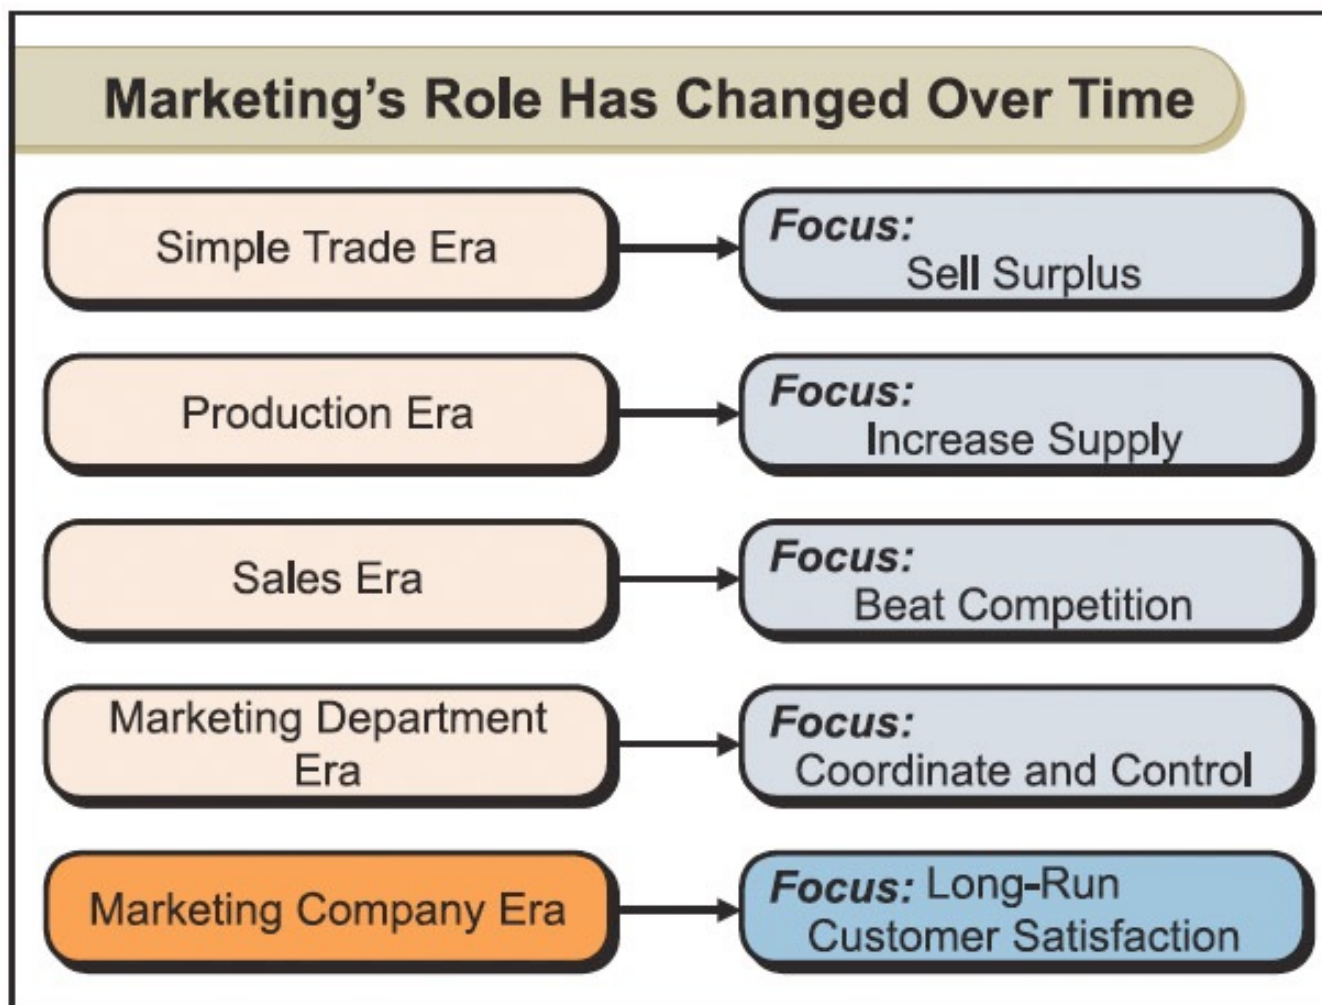 Marketing’s Role Has Changed Over Time
Simple Trade Era
Focus:
Sell Surplus
Production Era
Focus:
Increase Supply
Sales Era
Focus:
Beat Competition
Marketing Department
Era
Focus:
Coordinate and Control
Marketing Company Era
Focus: Long-Run
Customer Satisfaction